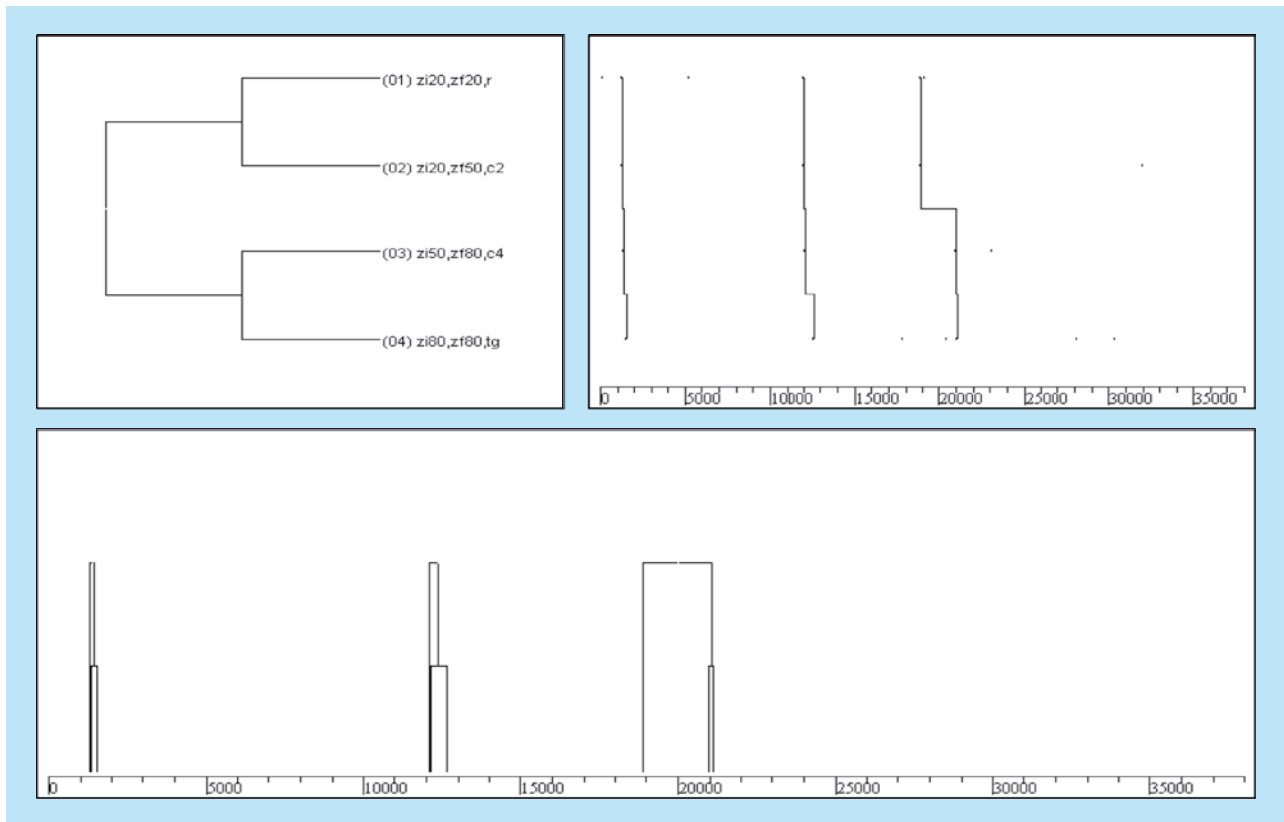 (01) zi20,zf20,r
(02) zi20,zf50,c2
(03) zi50,zf80,c4
(04) zi80,zf80,tg
0 5000 10000 15000 20000 25000 30000 35000
0 5000 10000 15000 20000 25000 30000 35000